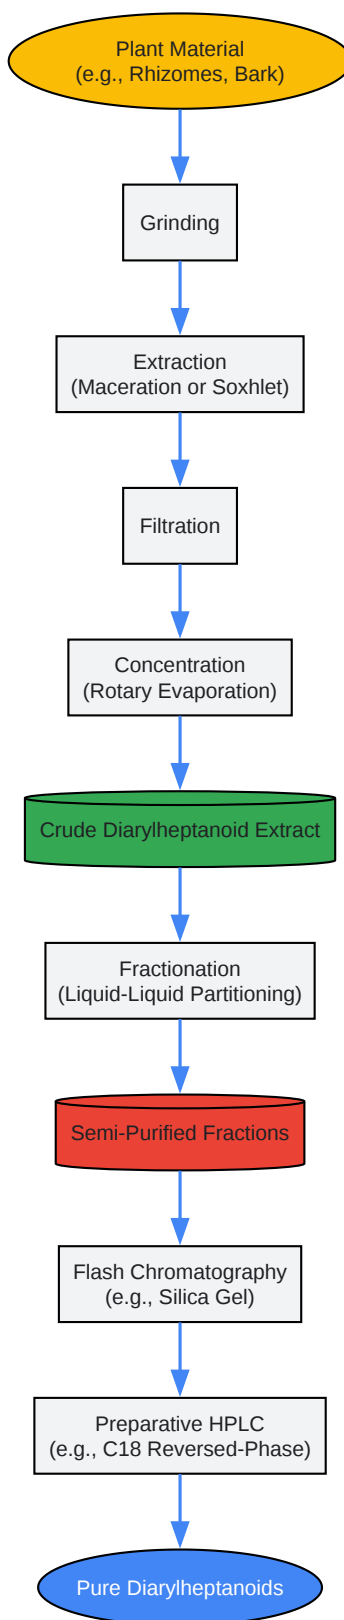 Plant Material
(e.g., Rhizomes, Bark)
Grinding
Extraction
(Maceration or Soxhlet)
Filtration
Concentration
(Rotary Evaporation)
Crude Diarylheptanoid Extract
Fractionation
(Liquid-Liquid Partitioning)
Semi-Purified Fractions
Flash Chromatography
(e.g., Silica Gel)
Preparative HPLC
(e.g., C18 Reversed-Phase)
Pure Diarylheptanoids